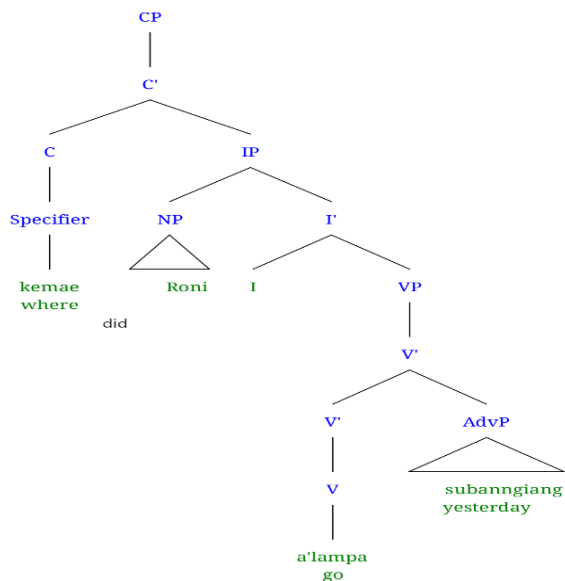 CP
C'
C IP
Specifier NP I'
kemae Roni I VP
where
did
V'
V' AdvP
V subanngiang
yesterday
a'lampa
go